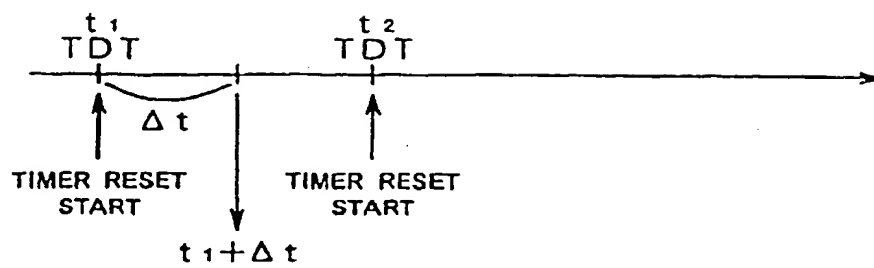 t 1 t 2
TDT TDT
Δ t
TIMER RESET TIMER RESET
START START
t 1 + Δ t